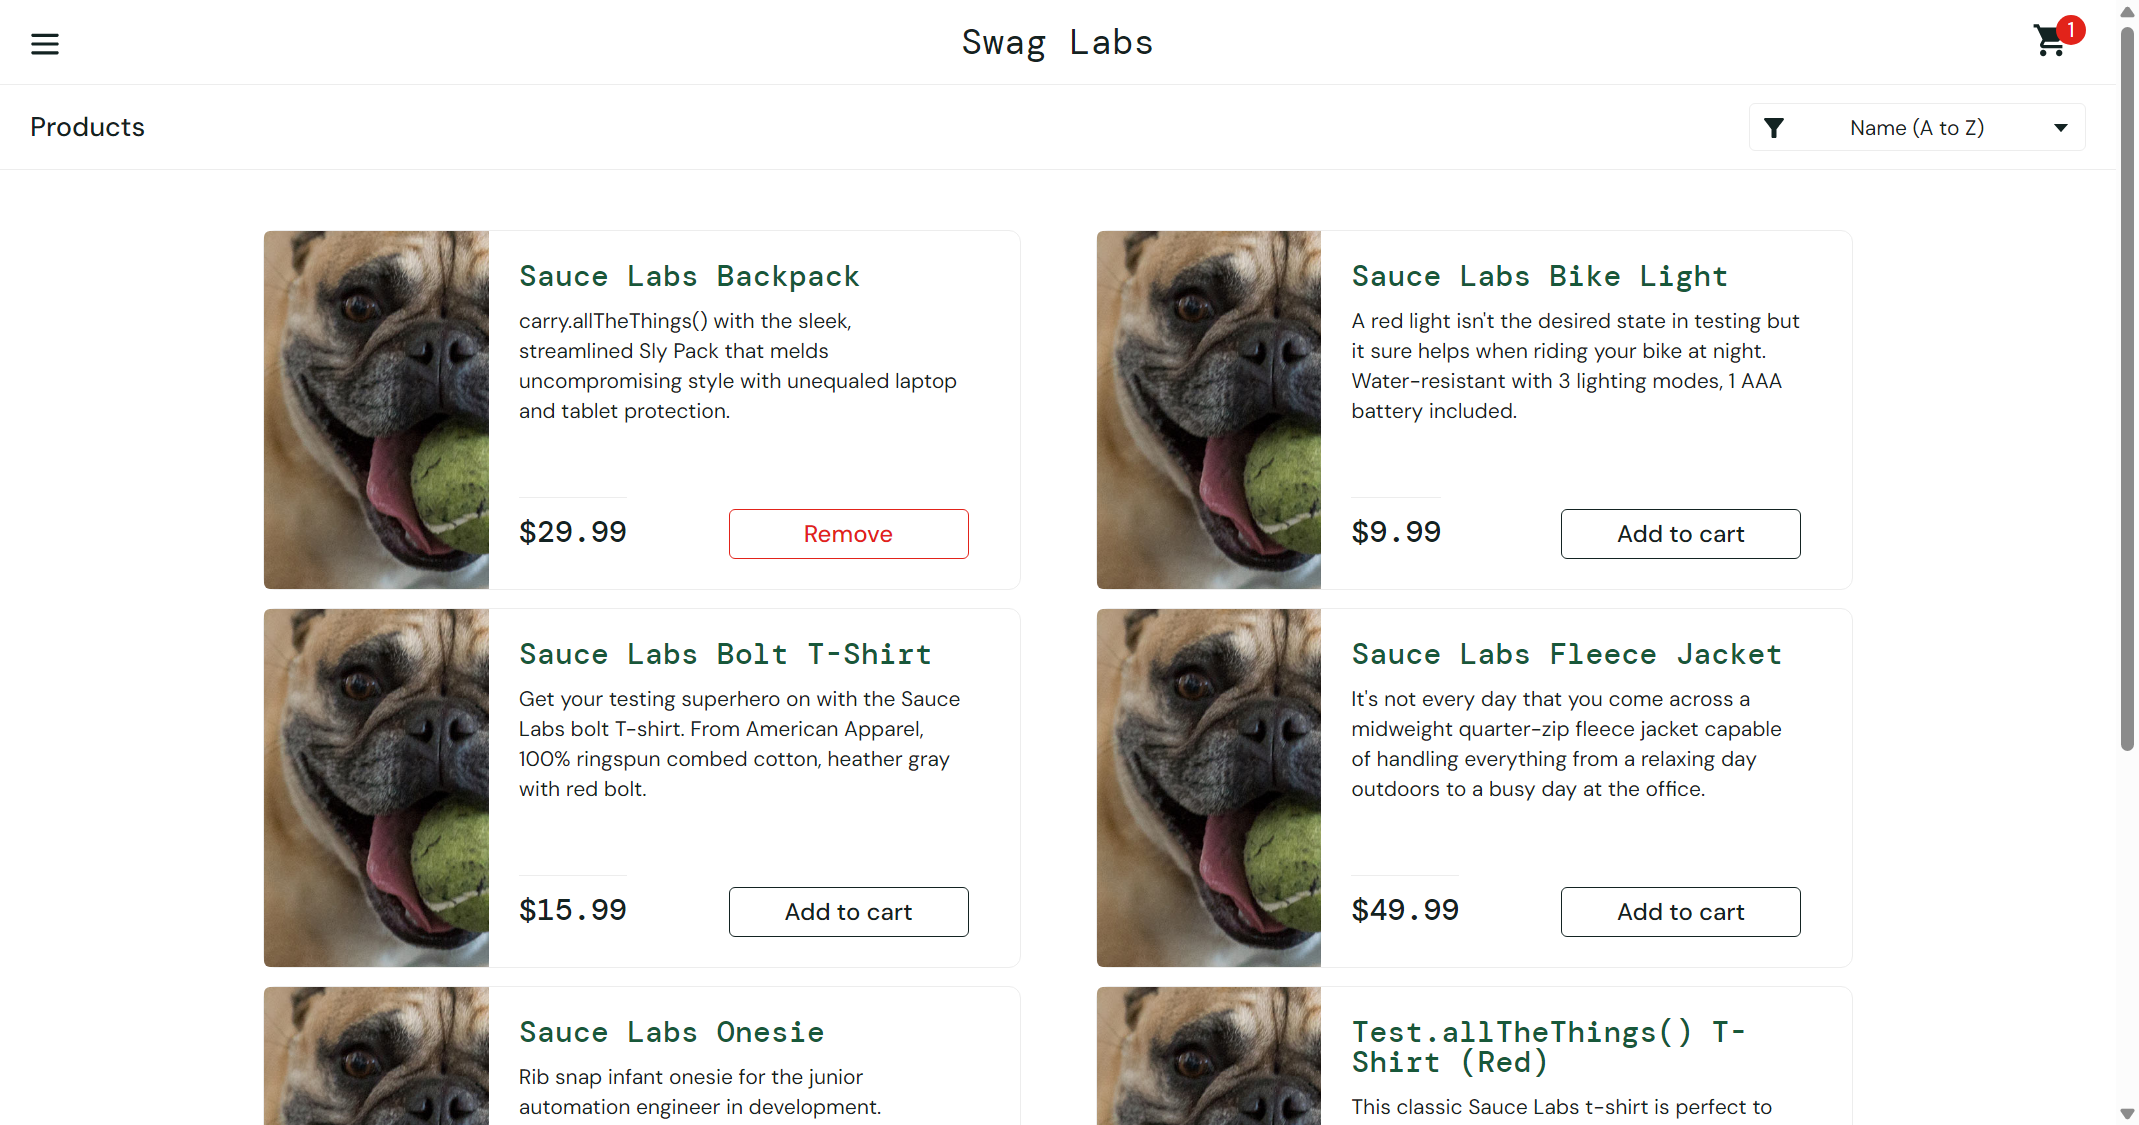 Swag Labs
1
Products
Name (A to Z)
Sauce Labs Backpack
carry.allTheThings() with the sleek,
streamlined Sly Pack that melds
uncompromising style with unequaled laptop
and tablet protection.
$29.99
Remove
Sauce Labs Bike Light
A red light isn't the desired state in testing but
it sure helps when riding your bike at night.
Water-resistant with 3 lighting modes, 1 AAA
battery included.
$9.99
Add to cart
Sauce Labs Bolt T-Shirt
Get your testing superhero on with the Sauce
Labs bolt T-shirt. From American Apparel,
100% ringspun combed cotton, heather gray
with red bolt.
$15.99
Add to cart
Sauce Labs Fleece Jacket
It's not every day that you come across a
midweight quarter-zip fleece jacket capable
of handling everything from a relaxing day
outdoors to a busy day at the office.
$49.99
Add to cart
Sauce Labs Onesie
Rib snap infant onesie for the junior
automation engineer in development.
Test.allTheThings() T-
Shirt (Red)
This classic Sauce Labs t-shirt is perfect to